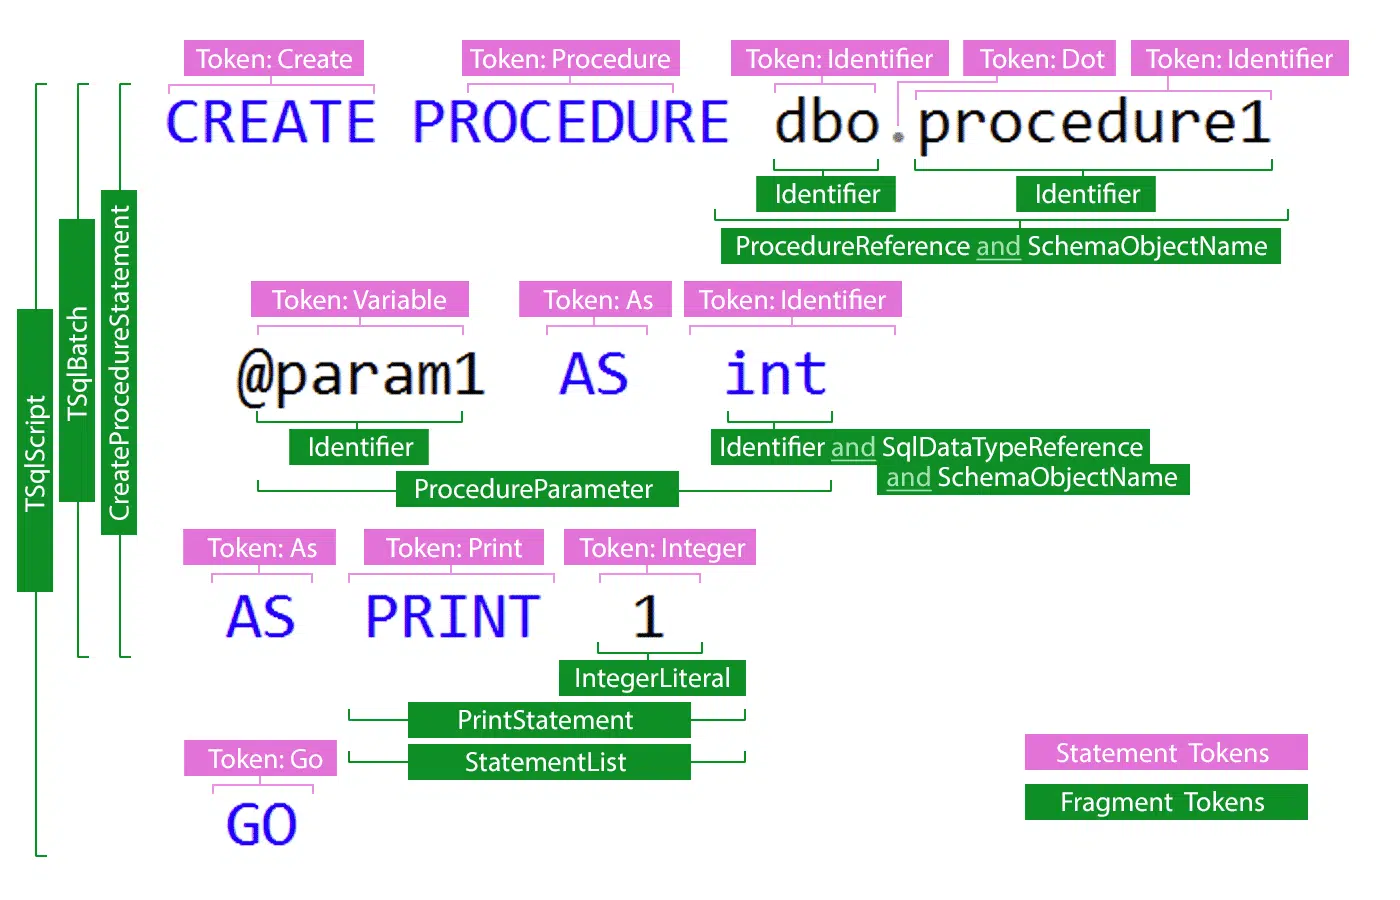 Token: Create
Token: Procedure
Token: Identifier
Token: Dot
Token: Identifier
CREATE PROCEDURE dbo.procedure1
Identifier
Identifier
ProcedureReference and SchemaObjectName
Token: Variable
Token: As
Token: Identifier
@param1 AS int
Identifier
Identifier and SqlDataTypeReference
and SchemaObjectName
ProcedureParameter
Token: As
Token: Print
Token: Integer
AS PRINT 1
IntegerLiteral
PrintStatement
StatementList
Token: Go
GO
TSqlScript
TSqlBatch
CreateProcedureStatement
Statement Tokens
Fragment Tokens